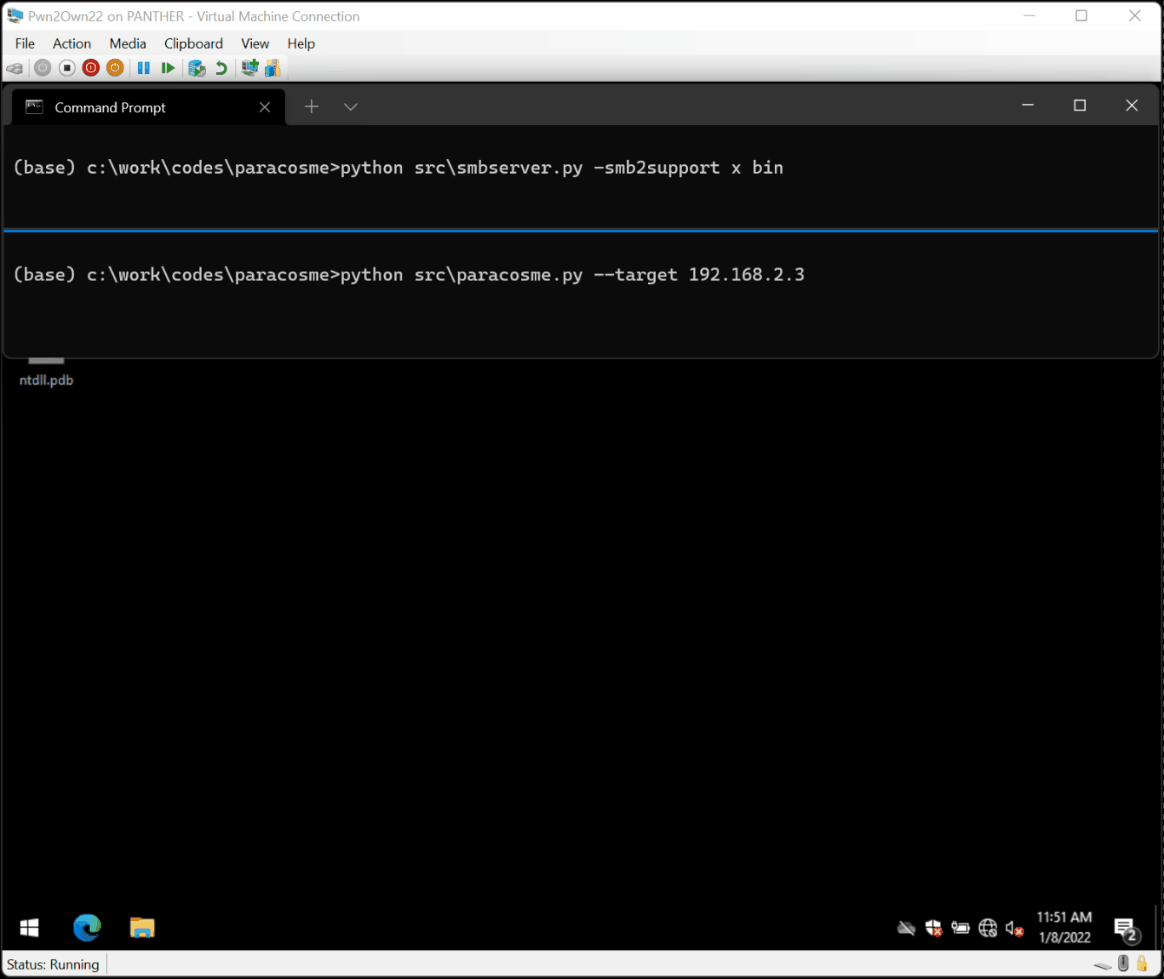 Pwn2Own22 on PANTHER - Virtual Machine Connection
File Action Media Clipboard View Help
Command Prompt
(base) c:\work\codes\paracosme>python src\smbserver.py -smb2support x bin
(base) c:\work\codes\paracosme>python src\paracosme.py --target 192.168.2.3
ntdll.pdb
11:51 AM
1/8/2022
2
Status: Running